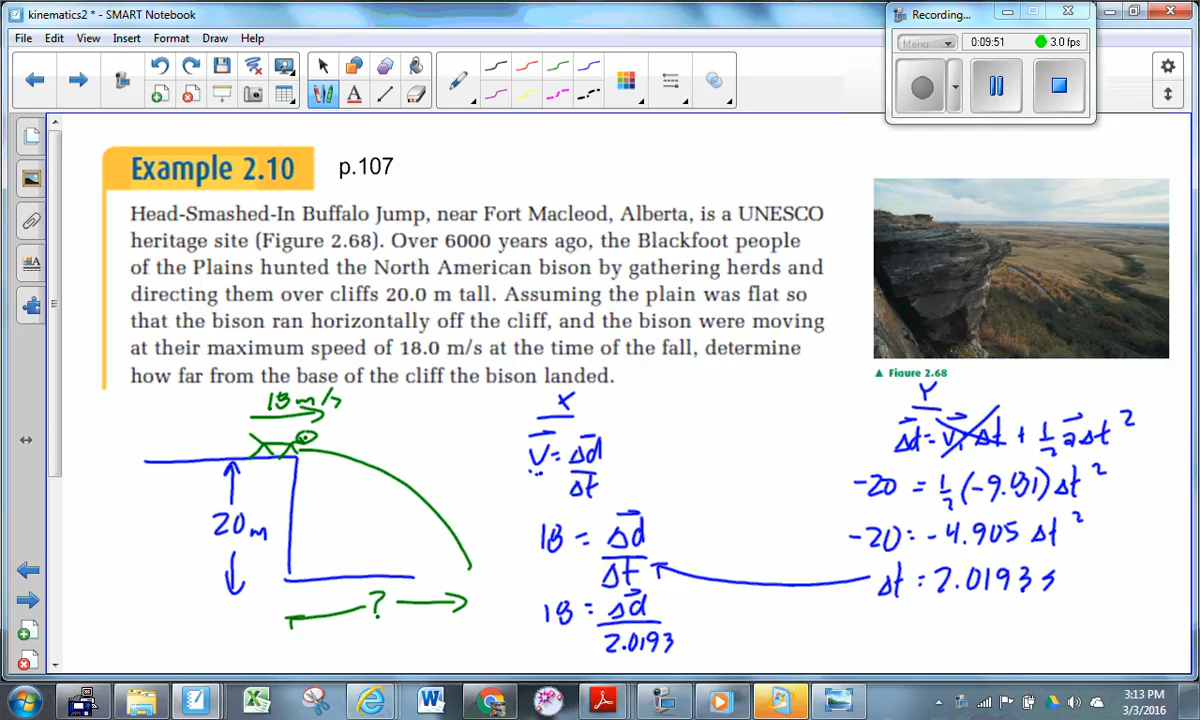 kinematics2 * - SMART Notebook
Recording...
File Edit View Insert Format Draw Help
Menu
0:09:51
3.0 fps
Example 2.10
p.107
Head-Smashed-In Buffalo Jump, near Fort Macleod, Alberta, is a UNESCO
heritage site (Figure 2.68). Over 6000 years ago, the Blackfoot people
of the Plains hunted the North American bison by gathering herds and
directing them over cliffs 20.0 m tall. Assuming the plain was flat so
that the bison ran horizontally off the cliff, and the bison were moving
at their maximum speed of 18.0 m/s at the time of the fall, determine
how far from the base of the cliff the bison landed.
▲ Figure 2.68
18 m/s
20 m
?
X
v⃗ = Δd⃗
Δt
18 = Δd⃗
Δt
18 = Δd⃗
2.0193
Y
Δd⃗ = v⃗₁Δt + ½ a⃗Δt²
-20 = ½ (-9.81) Δt²
-20 = -4.905 Δt²
Δt = 2.0193 s
3:13 PM
3/3/2016